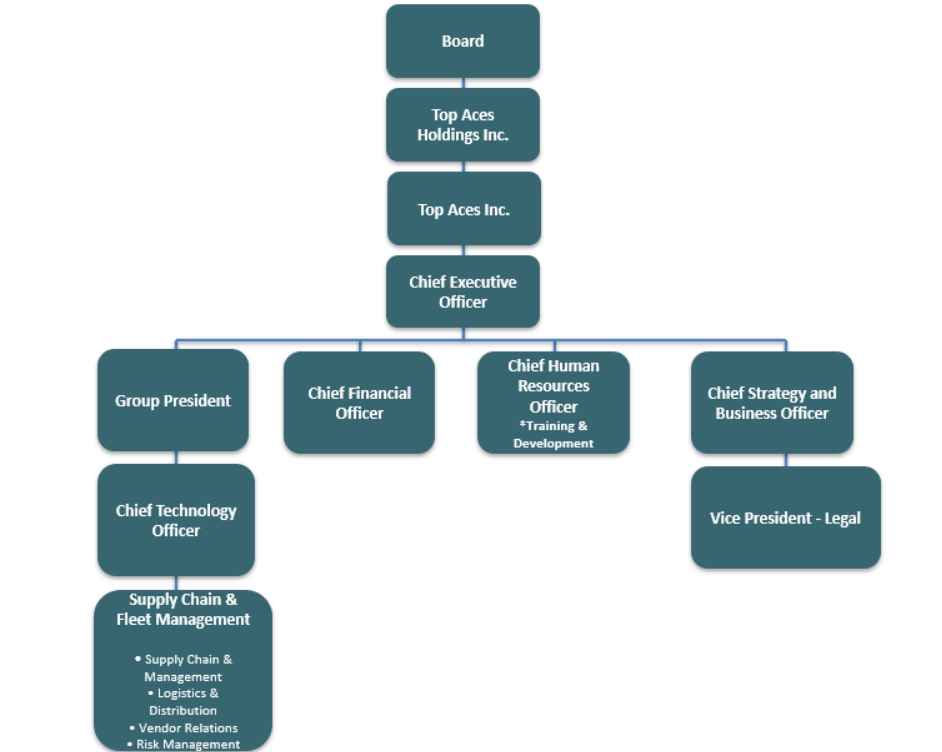 Board
Top Aces
Holdings Inc.
Top Aces Inc.
Chief Executive
Officer
Group President
Chief Financial
Officer
Chief Human
Resources
Officer
*Training &
Development
Chief Strategy and
Business Officer
Chief Technology
Officer
Vice President - Legal
Supply Chain &
Fleet Management
• Supply Chain &
Management
• Logistics &
Distribution
• Vendor Relations
• Risk Management